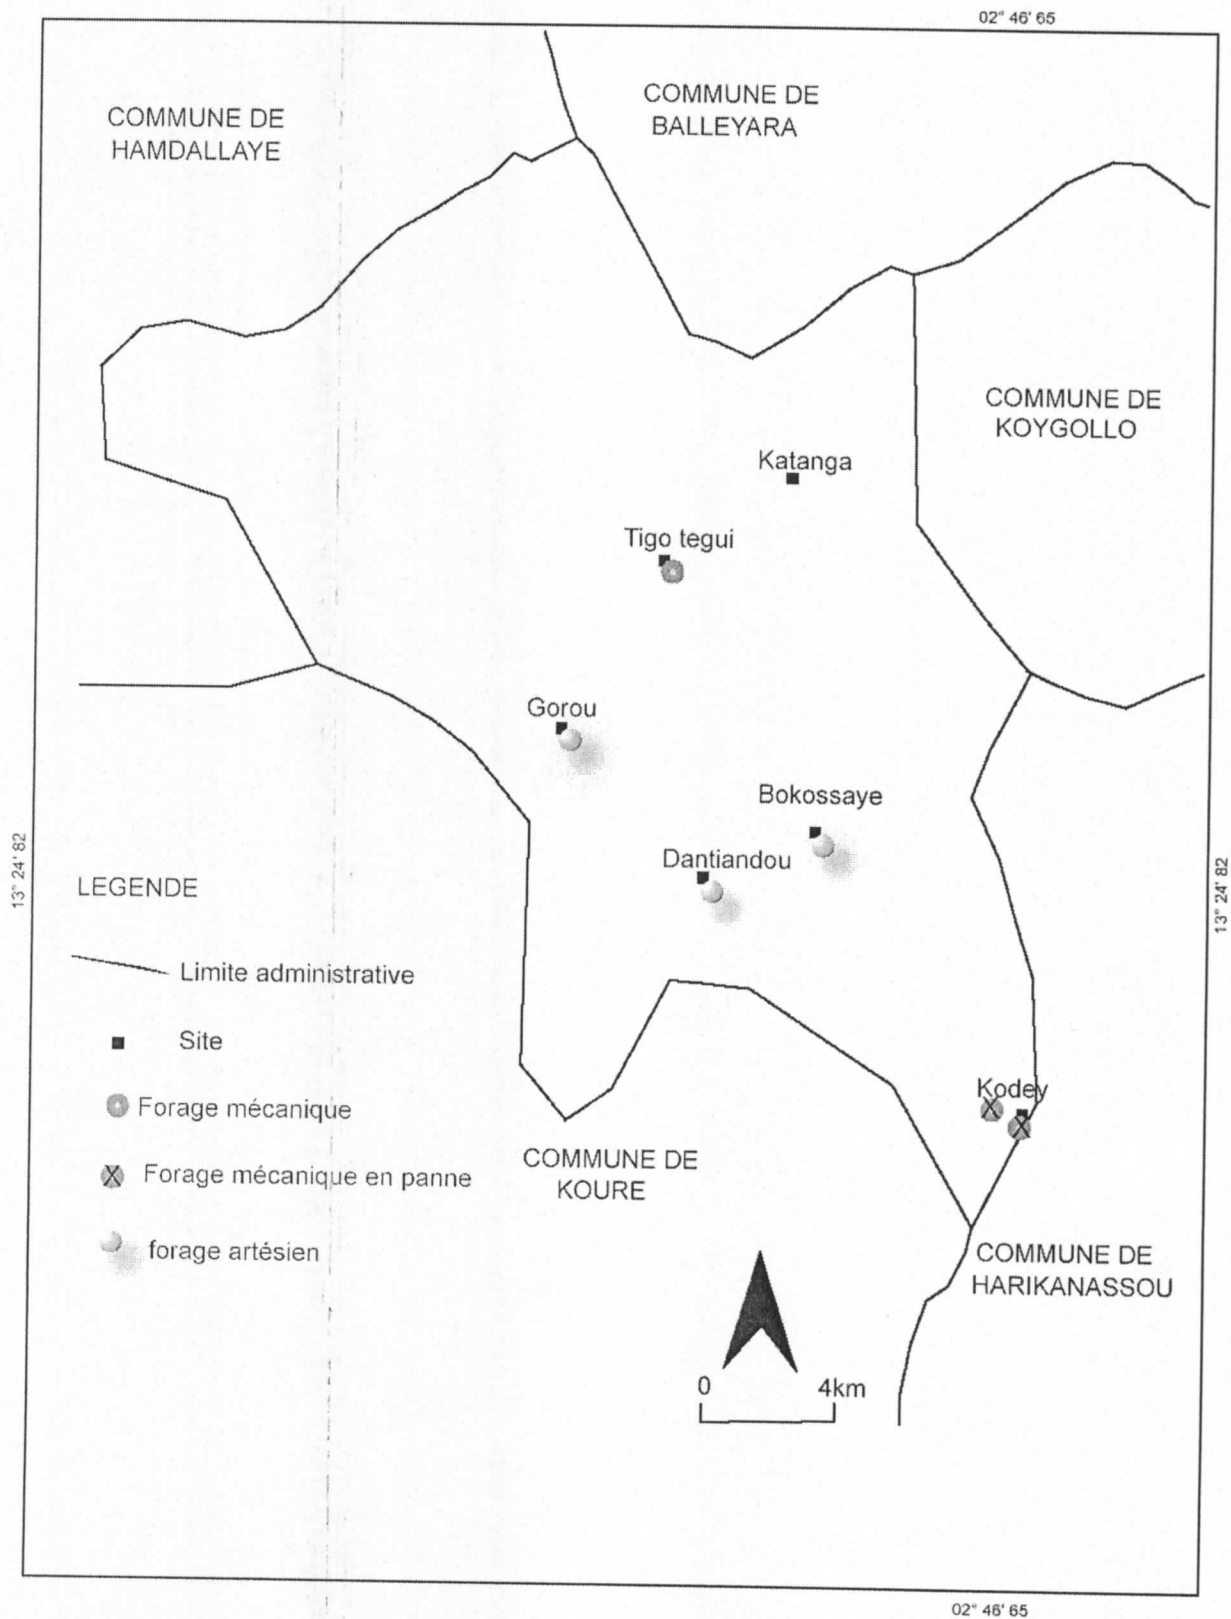 02° 46' 65
COMMUNE DE
HAMDALLAYE
COMMUNE DE
BALLEYARA
COMMUNE DE
KOYGOLLO
Katanga
Tigo tegui
Gorou
Bokossaye
Dantiandou
13° 24' 82
13° 24' 82
LEGENDE
Limite administrative
Site
Forage mécanique
Forage mécanique en panne
forage artésien
Kodey
COMMUNE DE
KOURE
COMMUNE DE
HARIKANASSOU
0 4km
02° 46' 65